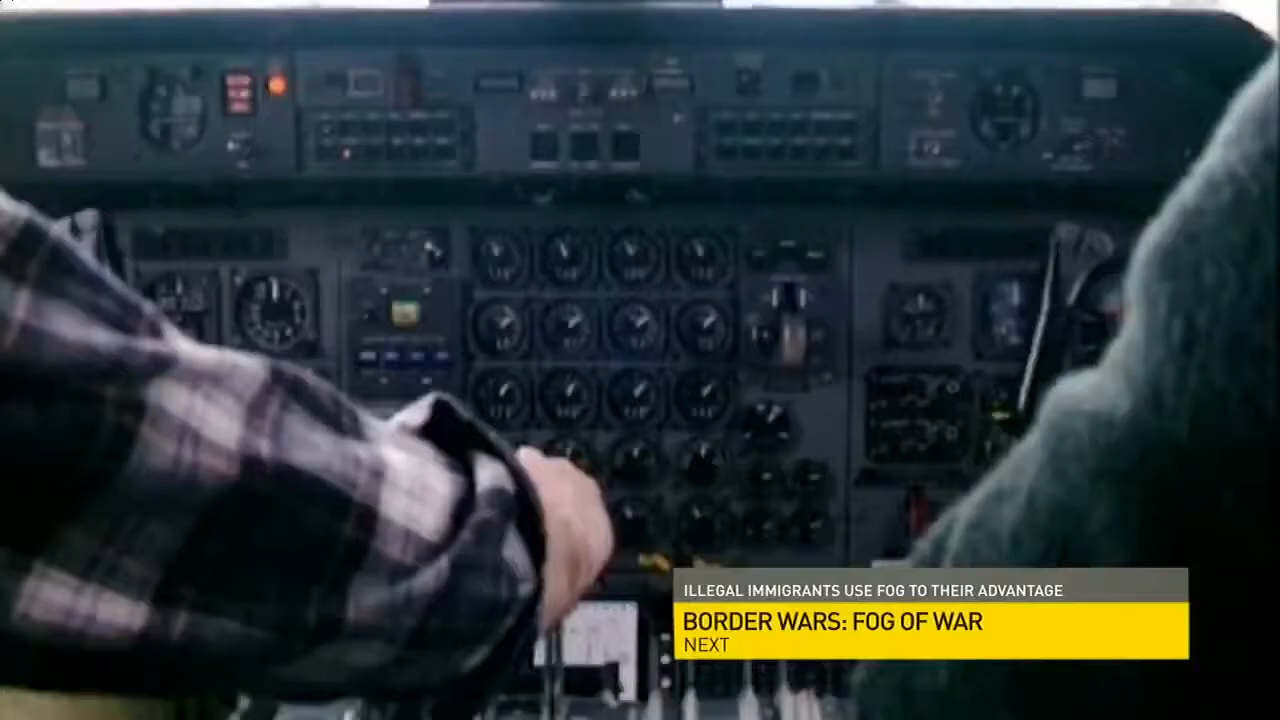 ILLEGAL IMMIGRANTS USE FOG TO THEIR ADVANTAGE
BORDER WARS: FOG OF WAR
NEXT